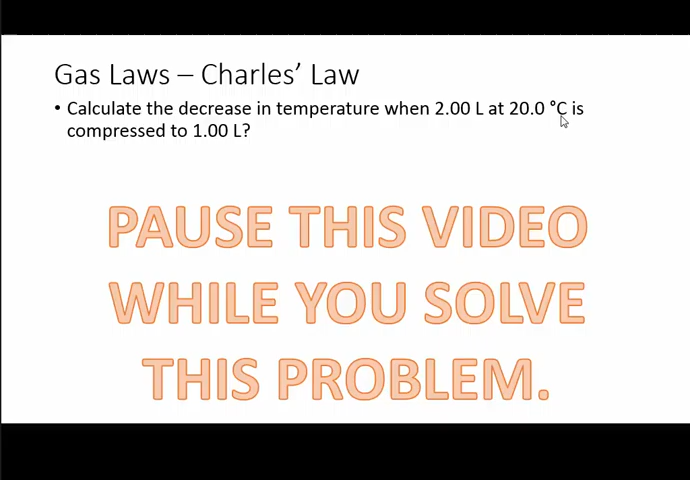 Gas Laws – Charles’ Law
• Calculate the decrease in temperature when 2.00 L at 20.0 °C is
compressed to 1.00 L?
PAUSE THIS VIDEO
WHILE YOU SOLVE
THIS PROBLEM.